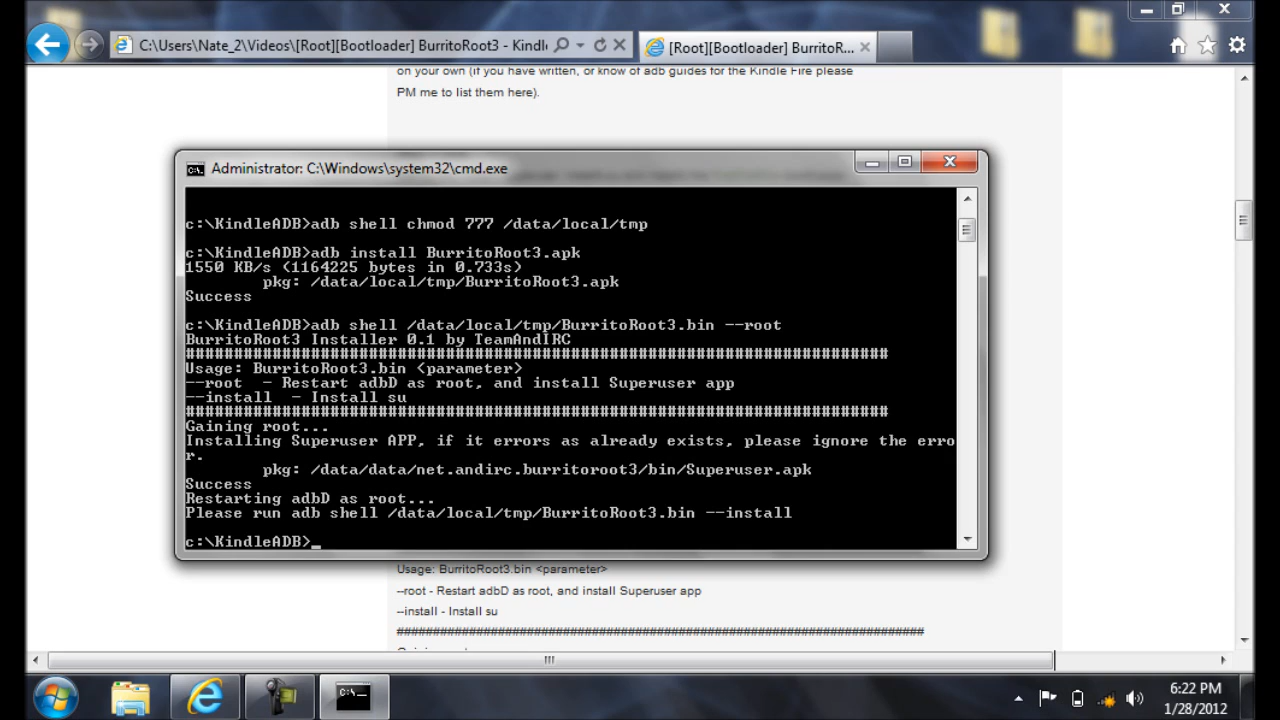 C:\Users\Nate_2\Videos\[Root][Bootloader] BurritoRoot3 - Kindl
[Root][Bootloader] BurritoR...
on your own (if you have written, or know of adb guides for the Kindle Fire please
PM me to list them here).
Administrator: C:\Windows\system32\cmd.exe
c:\KindleADB>adb shell chmod 777 /data/local/tmp
c:\KindleADB>adb install BurritoRoot3.apk
1550 KB/s (1164225 bytes in 0.733s)
pkg: /data/local/tmp/BurritoRoot3.apk
Success
c:\KindleADB>adb shell /data/local/tmp/BurritoRoot3.bin --root
BurritoRoot3 Installer 0.1 by TeamAndIRC
#########################################################################
Usage: BurritoRoot3.bin <parameter>
--root  - Restart adbD as root, and install Superuser app
--install  - Install su
#########################################################################
Gaining root...
Installing Superuser APP, if it errors as already exists, please ignore the erro
r.
pkg: /data/data/net.andirc.burritoroot3/bin/Superuser.apk
Success
Restarting adbD as root...
Please run adb shell /data/local/tmp/BurritoRoot3.bin --install
c:\KindleADB>_
Usage: BurritoRoot3.bin <parameter>
--root - Restart adbD as root, and install Superuser app
--install - Install su
#########################################################################
C:\
6:22 PM
1/28/2012